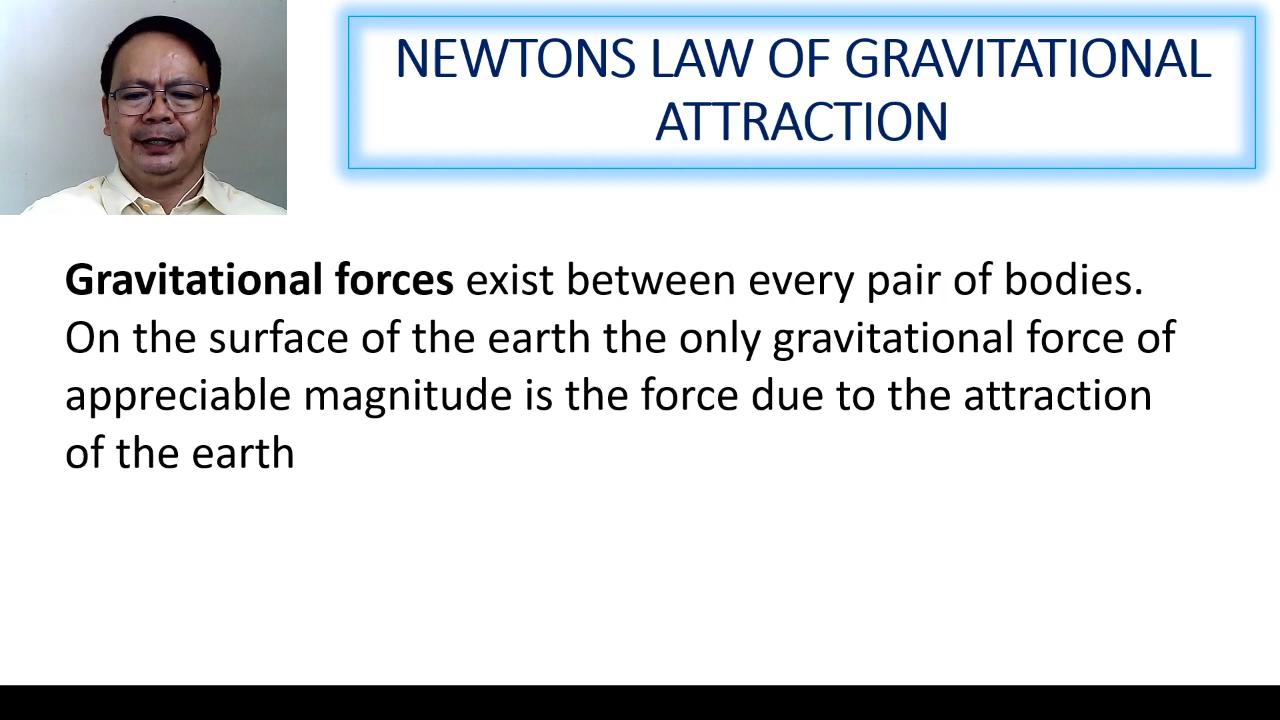 NEWTONS LAW OF GRAVITATIONAL
ATTRACTION
Gravitational forces exist between every pair of bodies.
On the surface of the earth the only gravitational force of
appreciable magnitude is the force due to the attraction
of the earth